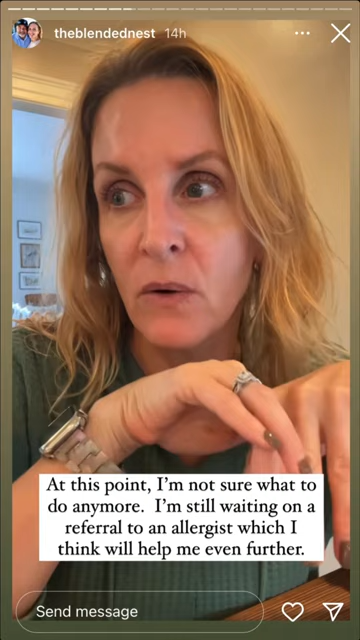 theblendednest 14h
At this point, I'm not sure what to
do anymore. I'm still waiting on a
referral to an allergist which I
think will help me even further.
Send message